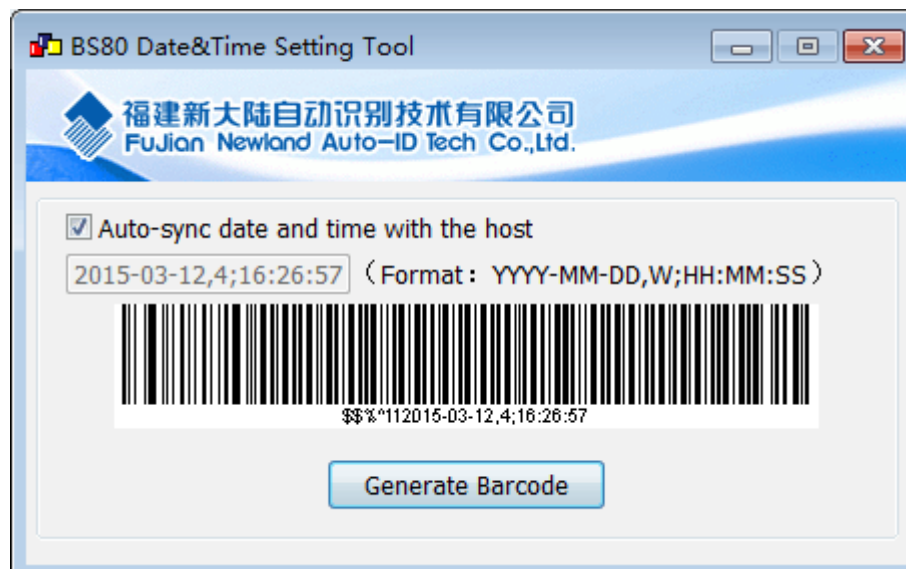 BS80 Date&Time Setting Tool
福建新大陆自动识别技术有限公司
FuJian Newland Auto-ID Tech Co.,Ltd.
Auto-sync date and time with the host
2015-03-12,4;16:26:57（Format：YYYY-MM-DD,W;HH:MM:SS）
$$%^112015-03-12,4;16:26:57
Generate Barcode